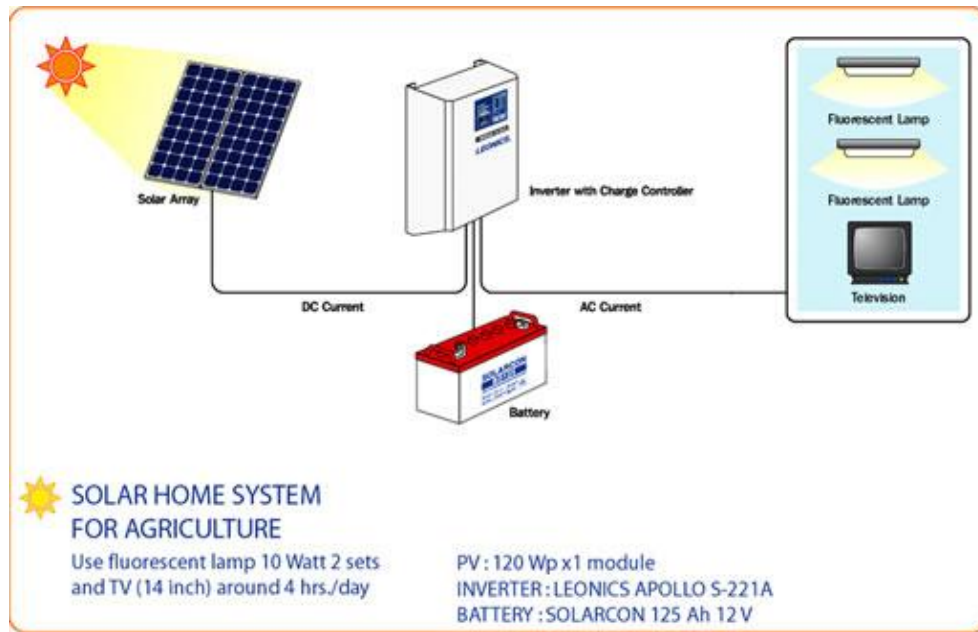 LEONICS
Solar Array
Inverter with Charge Controller
Fluorescent Lamp
Fluorescent Lamp
Television
DC Current
AC Current
SOLARCON
Battery
SOLAR HOME SYSTEM
FOR AGRICULTURE
Use fluorescent lamp 10 Watt 2 sets
and TV (14 inch) around 4 hrs./day
PV : 120 Wp x1 module
INVERTER : LEONICS APOLLO S-221A
BATTERY : SOLARCON 125 Ah 12 V